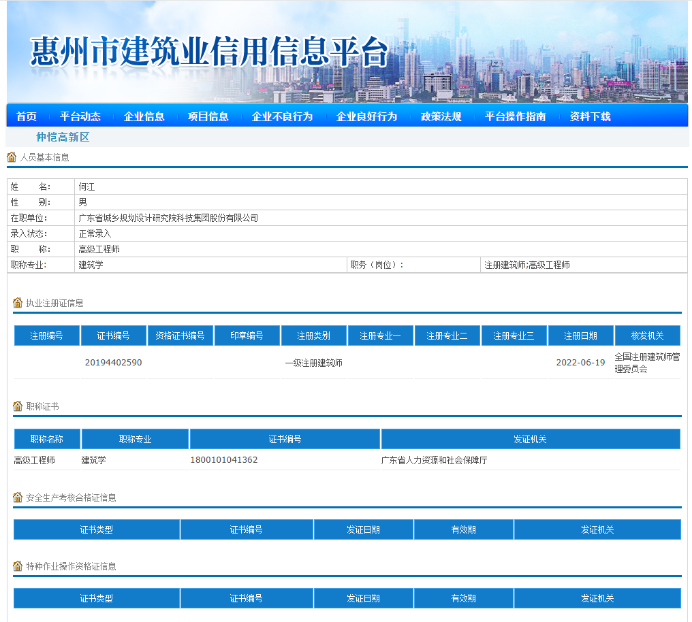 惠州市建筑业信用信息平台
首页 平台动态 企业信息 项目信息 企业不良行为 企业良好行为 政策法规 平台操作指南 资料下载
仲恺高新区
人员基本信息
姓 名: 何江
性 别: 男
在职单位: 广东省城乡规划设计研究院科技集团股份有限公司
录入状态: 正常录入
职 称: 高级工程师
职称专业: 建筑学 职务（岗位）: 注册建筑师;高级工程师
执业注册证信息
注册编号 证书编号 资格证书编号 印章编号 注册类别 注册专业一 注册专业二 注册专业三 注册日期 核发机关
20194402590 一级注册建筑师 2022-06-19 全国注册建筑师管
理委员会
职称证书
职称名称 职称专业 证书编号 发证机关
高级工程师 建筑学 1800101041362 广东省人力资源和社会保障厅
安全生产考核合格证信息
证书类型 证书编号 发证日期 有效期 发证机关
特种作业操作资格证信息
证书类型 证书编号 发证日期 有效期 发证机关